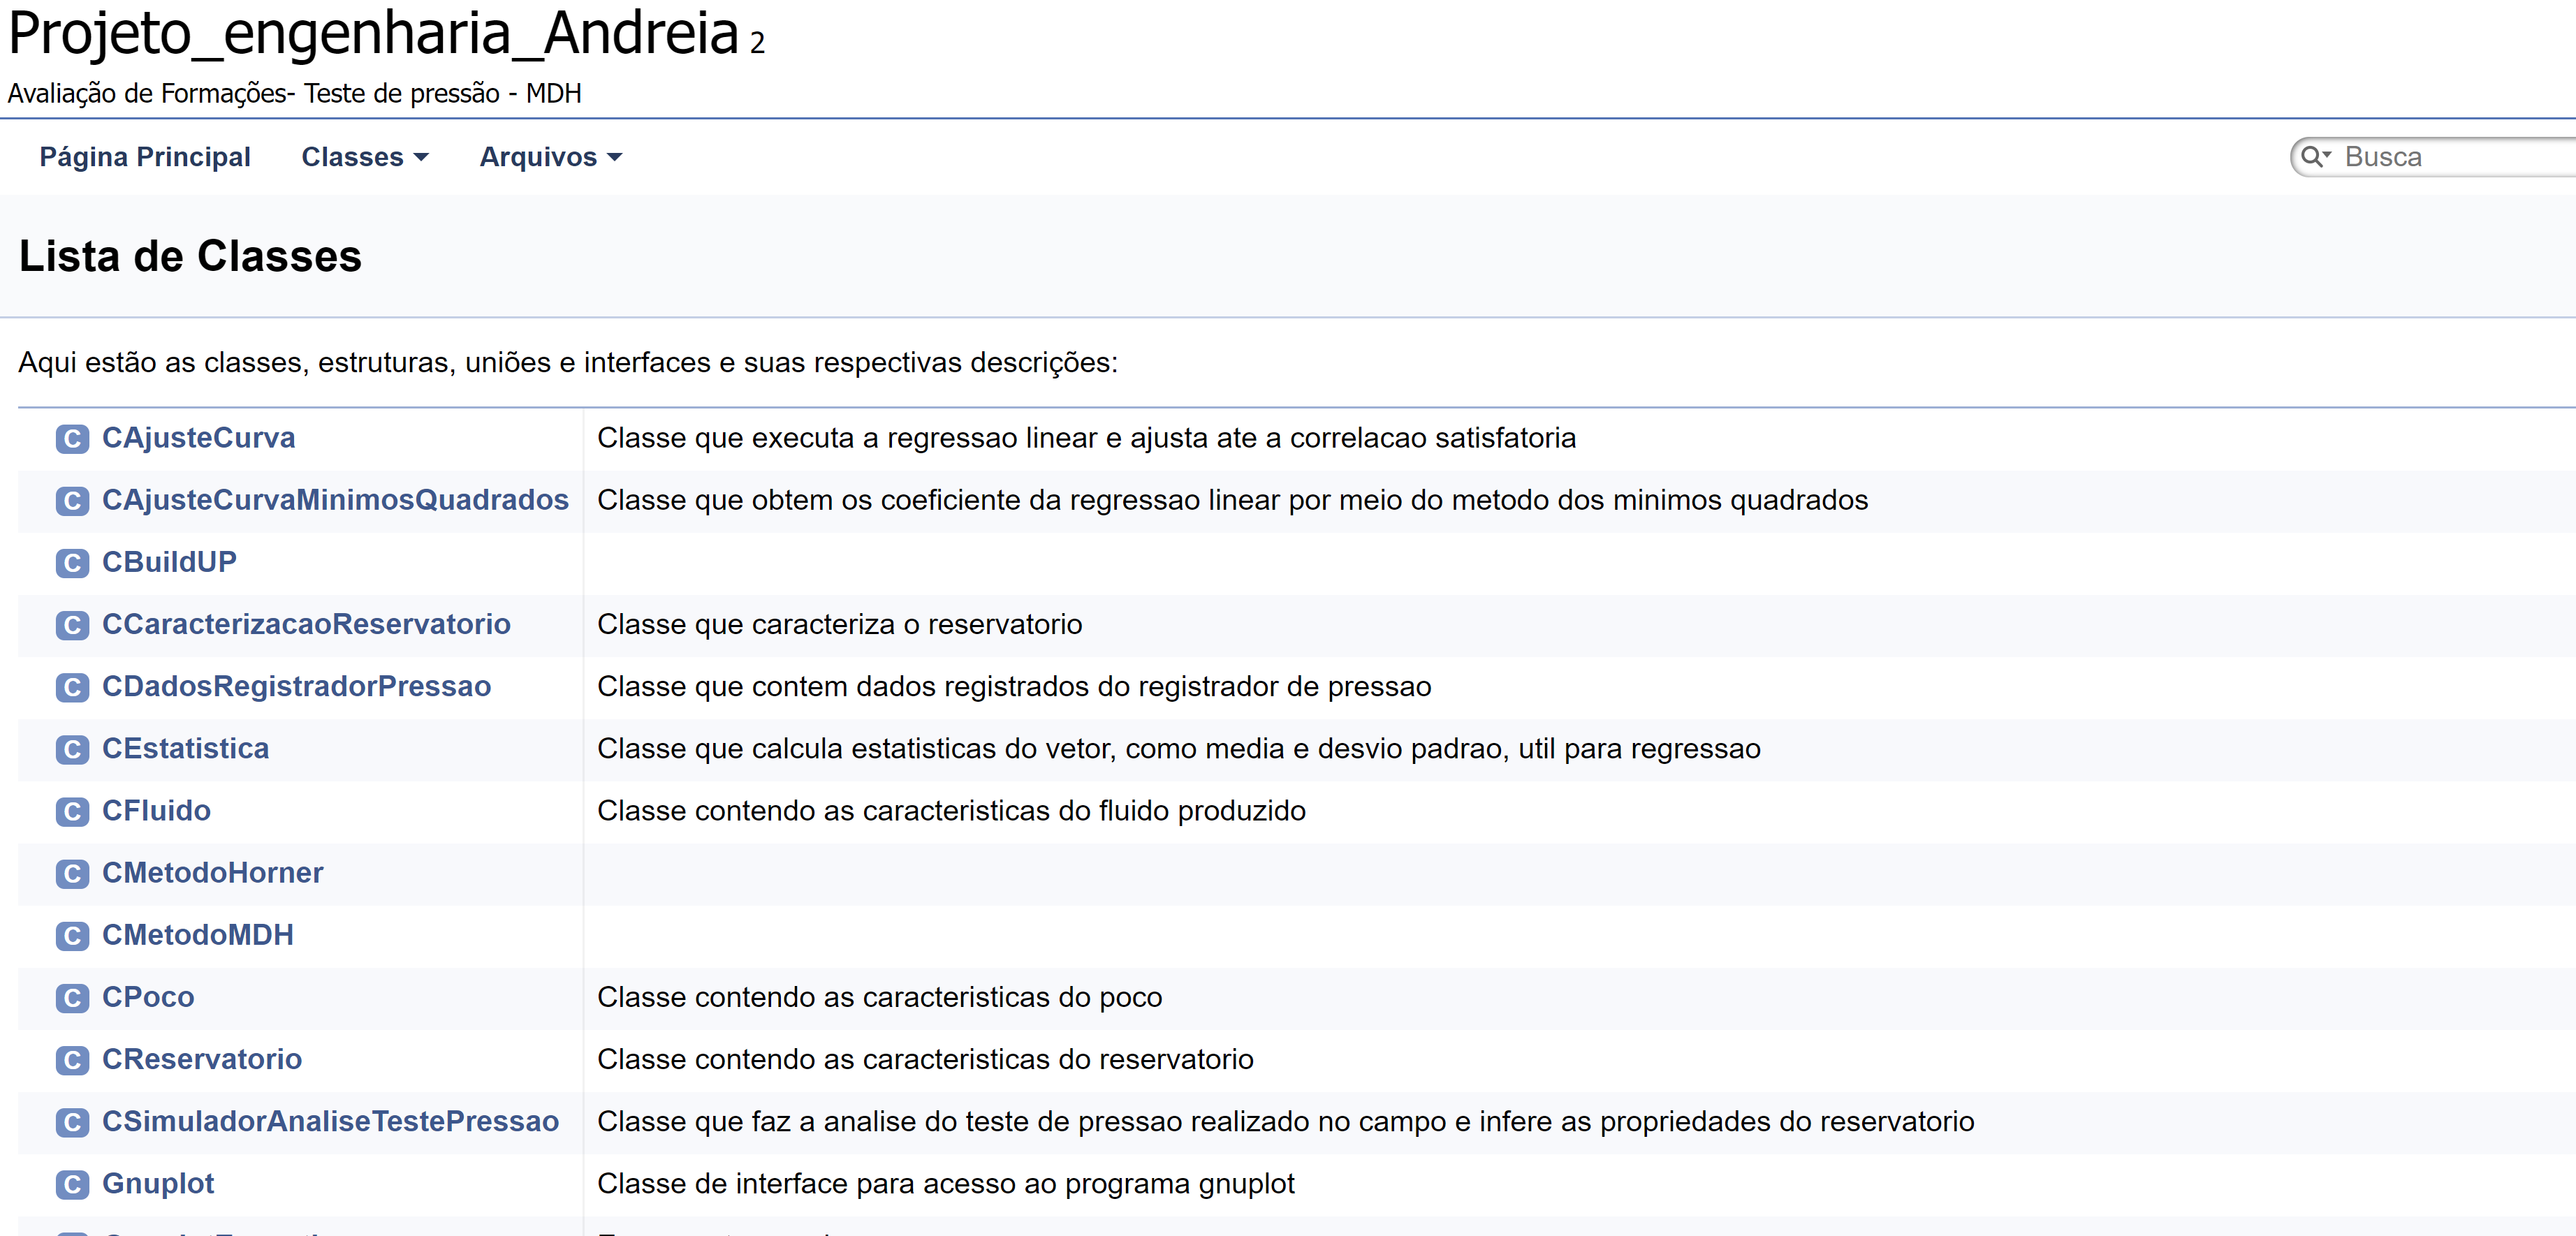 Projeto_engenharia_Andreia 2
Avaliação de Formações- Teste de pressão - MDH
Página Principal Classes Arquivos Busca
Lista de Classes
Aqui estão as classes, estruturas, uniões e interfaces e suas respectivas descrições:
C CAjusteCurva Classe que executa a regressao linear e ajusta ate a correlacao satisfatoria
C CAjusteCurvaMinimosQuadrados Classe que obtem os coeficiente da regressao linear por meio do metodo dos minimos quadrados
C CBuildUP
C CCaracterizacaoReservatorio Classe que caracteriza o reservatorio
C CDadosRegistradorPressao Classe que contem dados registrados do registrador de pressao
C CEstatistica Classe que calcula estatisticas do vetor, como media e desvio padrao, util para regressao
C CFluido Classe contendo as caracteristicas do fluido produzido
C CMetodoHorner
C CMetodoMDH
C CPoco Classe contendo as caracteristicas do poco
C CReservatorio Classe contendo as caracteristicas do reservatorio
C CSimuladorAnaliseTestePressao Classe que faz a analise do teste de pressao realizado no campo e infere as propriedades do reservatorio
C Gnuplot Classe de interface para acesso ao programa gnuplot